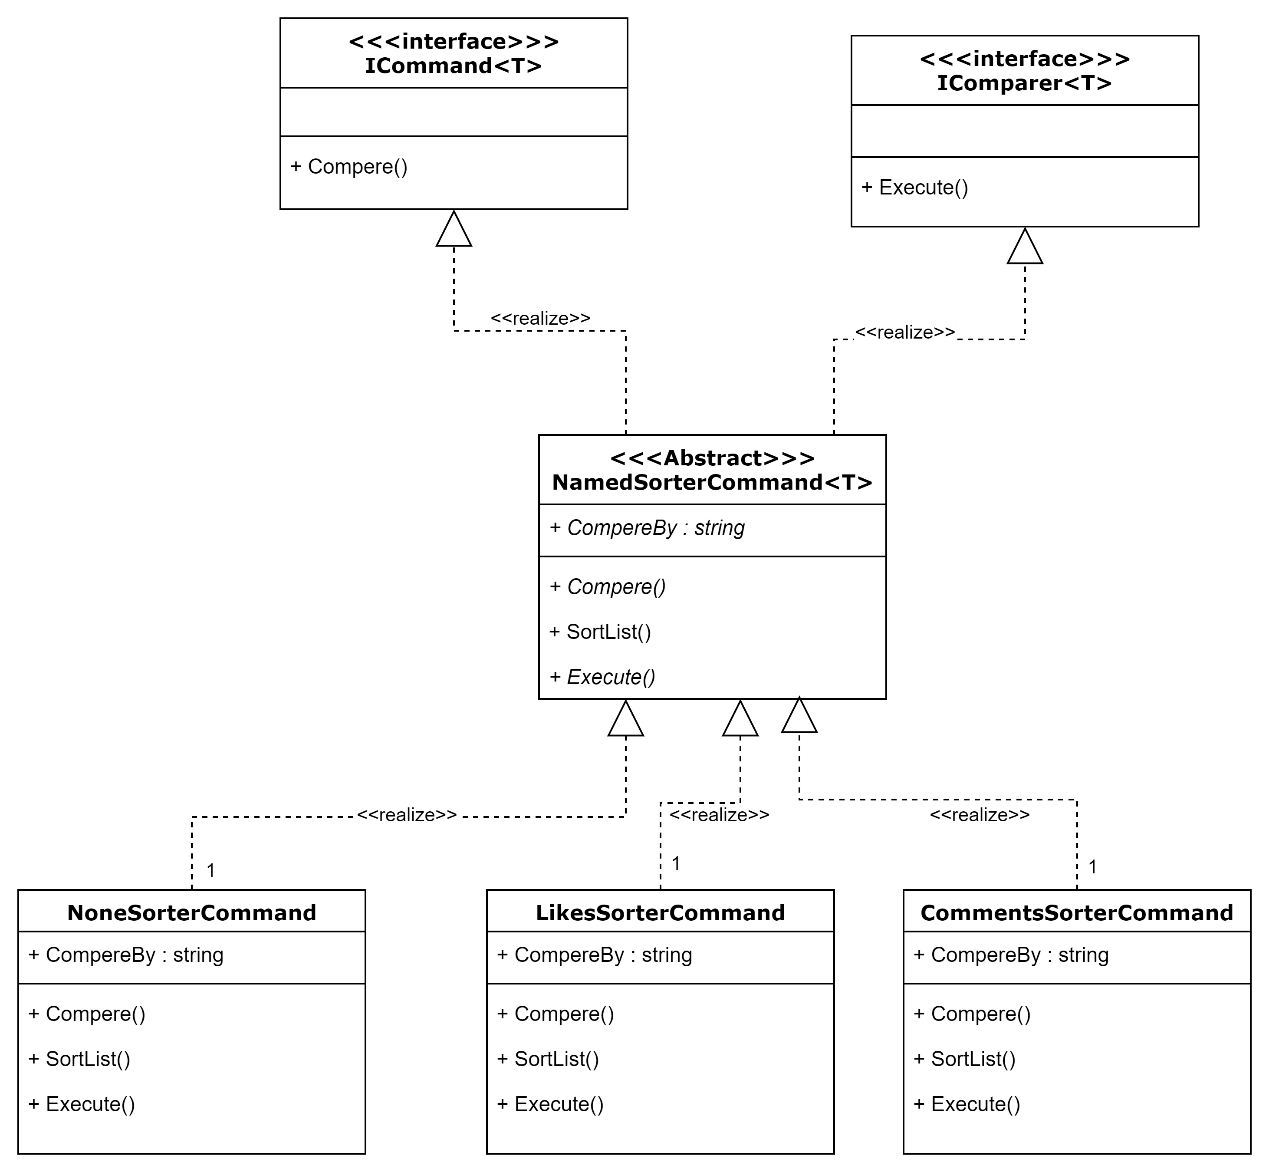 <<<interface>>>
ICommand<T>
+ Compere()
<<<interface>>>
IComparer<T>
+ Execute()
<<realize>>
<<realize>>
<<<Abstract>>>
NamedSorterCommand<T>
+ CompereBy : string
+ Compere()
+ SortList()
+ Execute()
<<realize>>
<<realize>>
<<realize>>
1
1
1
NoneSorterCommand
+ CompereBy : string
+ Compere()
+ SortList()
+ Execute()
LikesSorterCommand
+ CompereBy : string
+ Compere()
+ SortList()
+ Execute()
CommentsSorterCommand
+ CompereBy : string
+ Compere()
+ SortList()
+ Execute()